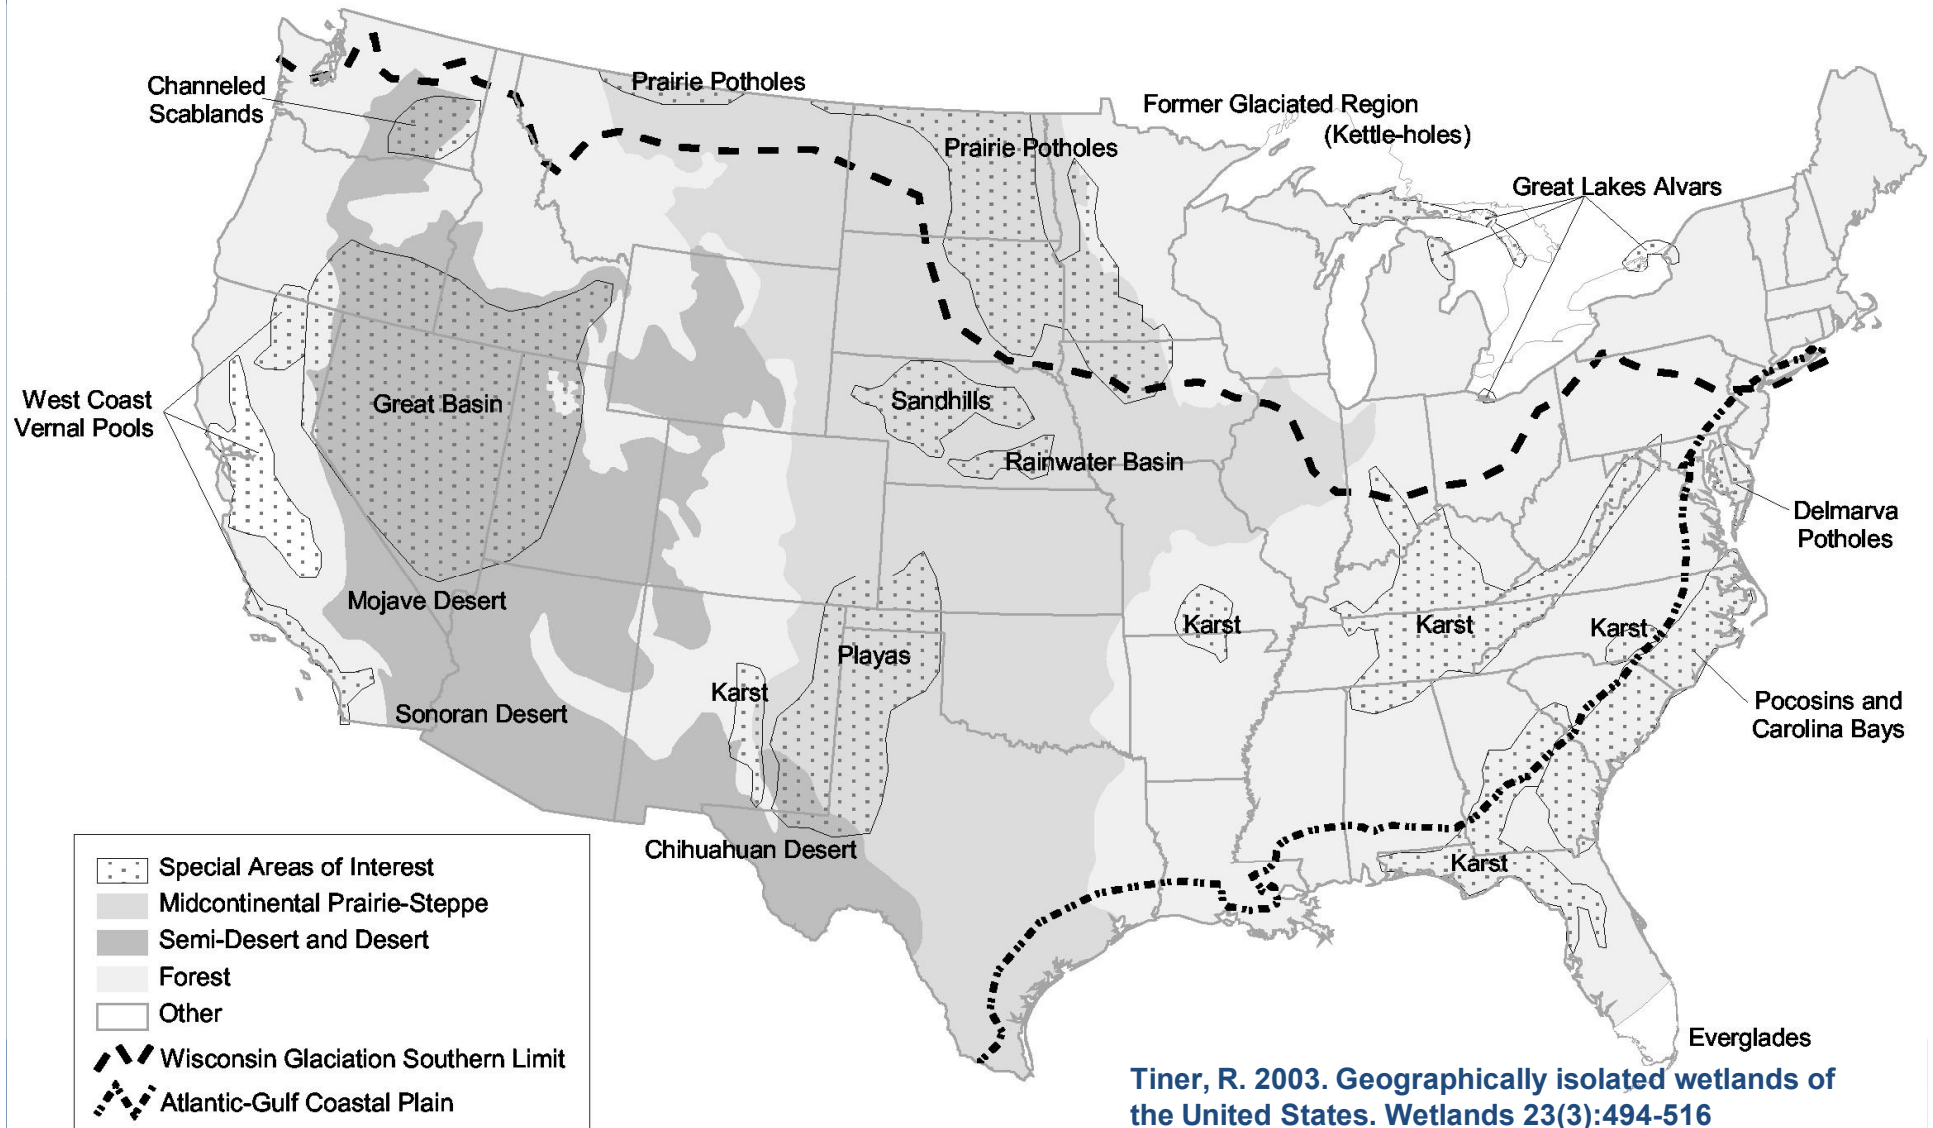 Channeled
Scablands
Prairie Potholes
Former Glaciated Region
(Kettle-holes)
Prairie Potholes
Great Lakes Alvars
West Coast
Vernal Pools
Great Basin
Sandhills
Rainwater Basin
Delmarva
Potholes
Mojave Desert
Karst
Karst
Karst
Playas
Karst
Sonoran Desert
Pocosins and
Carolina Bays
Chihuahuan Desert
Karst
Special Areas of Interest
Midcontinental Prairie-Steppe
Semi-Desert and Desert
Forest
Other
Wisconsin Glaciation Southern Limit
Atlantic-Gulf Coastal Plain
Everglades
Tiner, R. 2003. Geographically isolated wetlands of
the United States. Wetlands 23(3):494-516